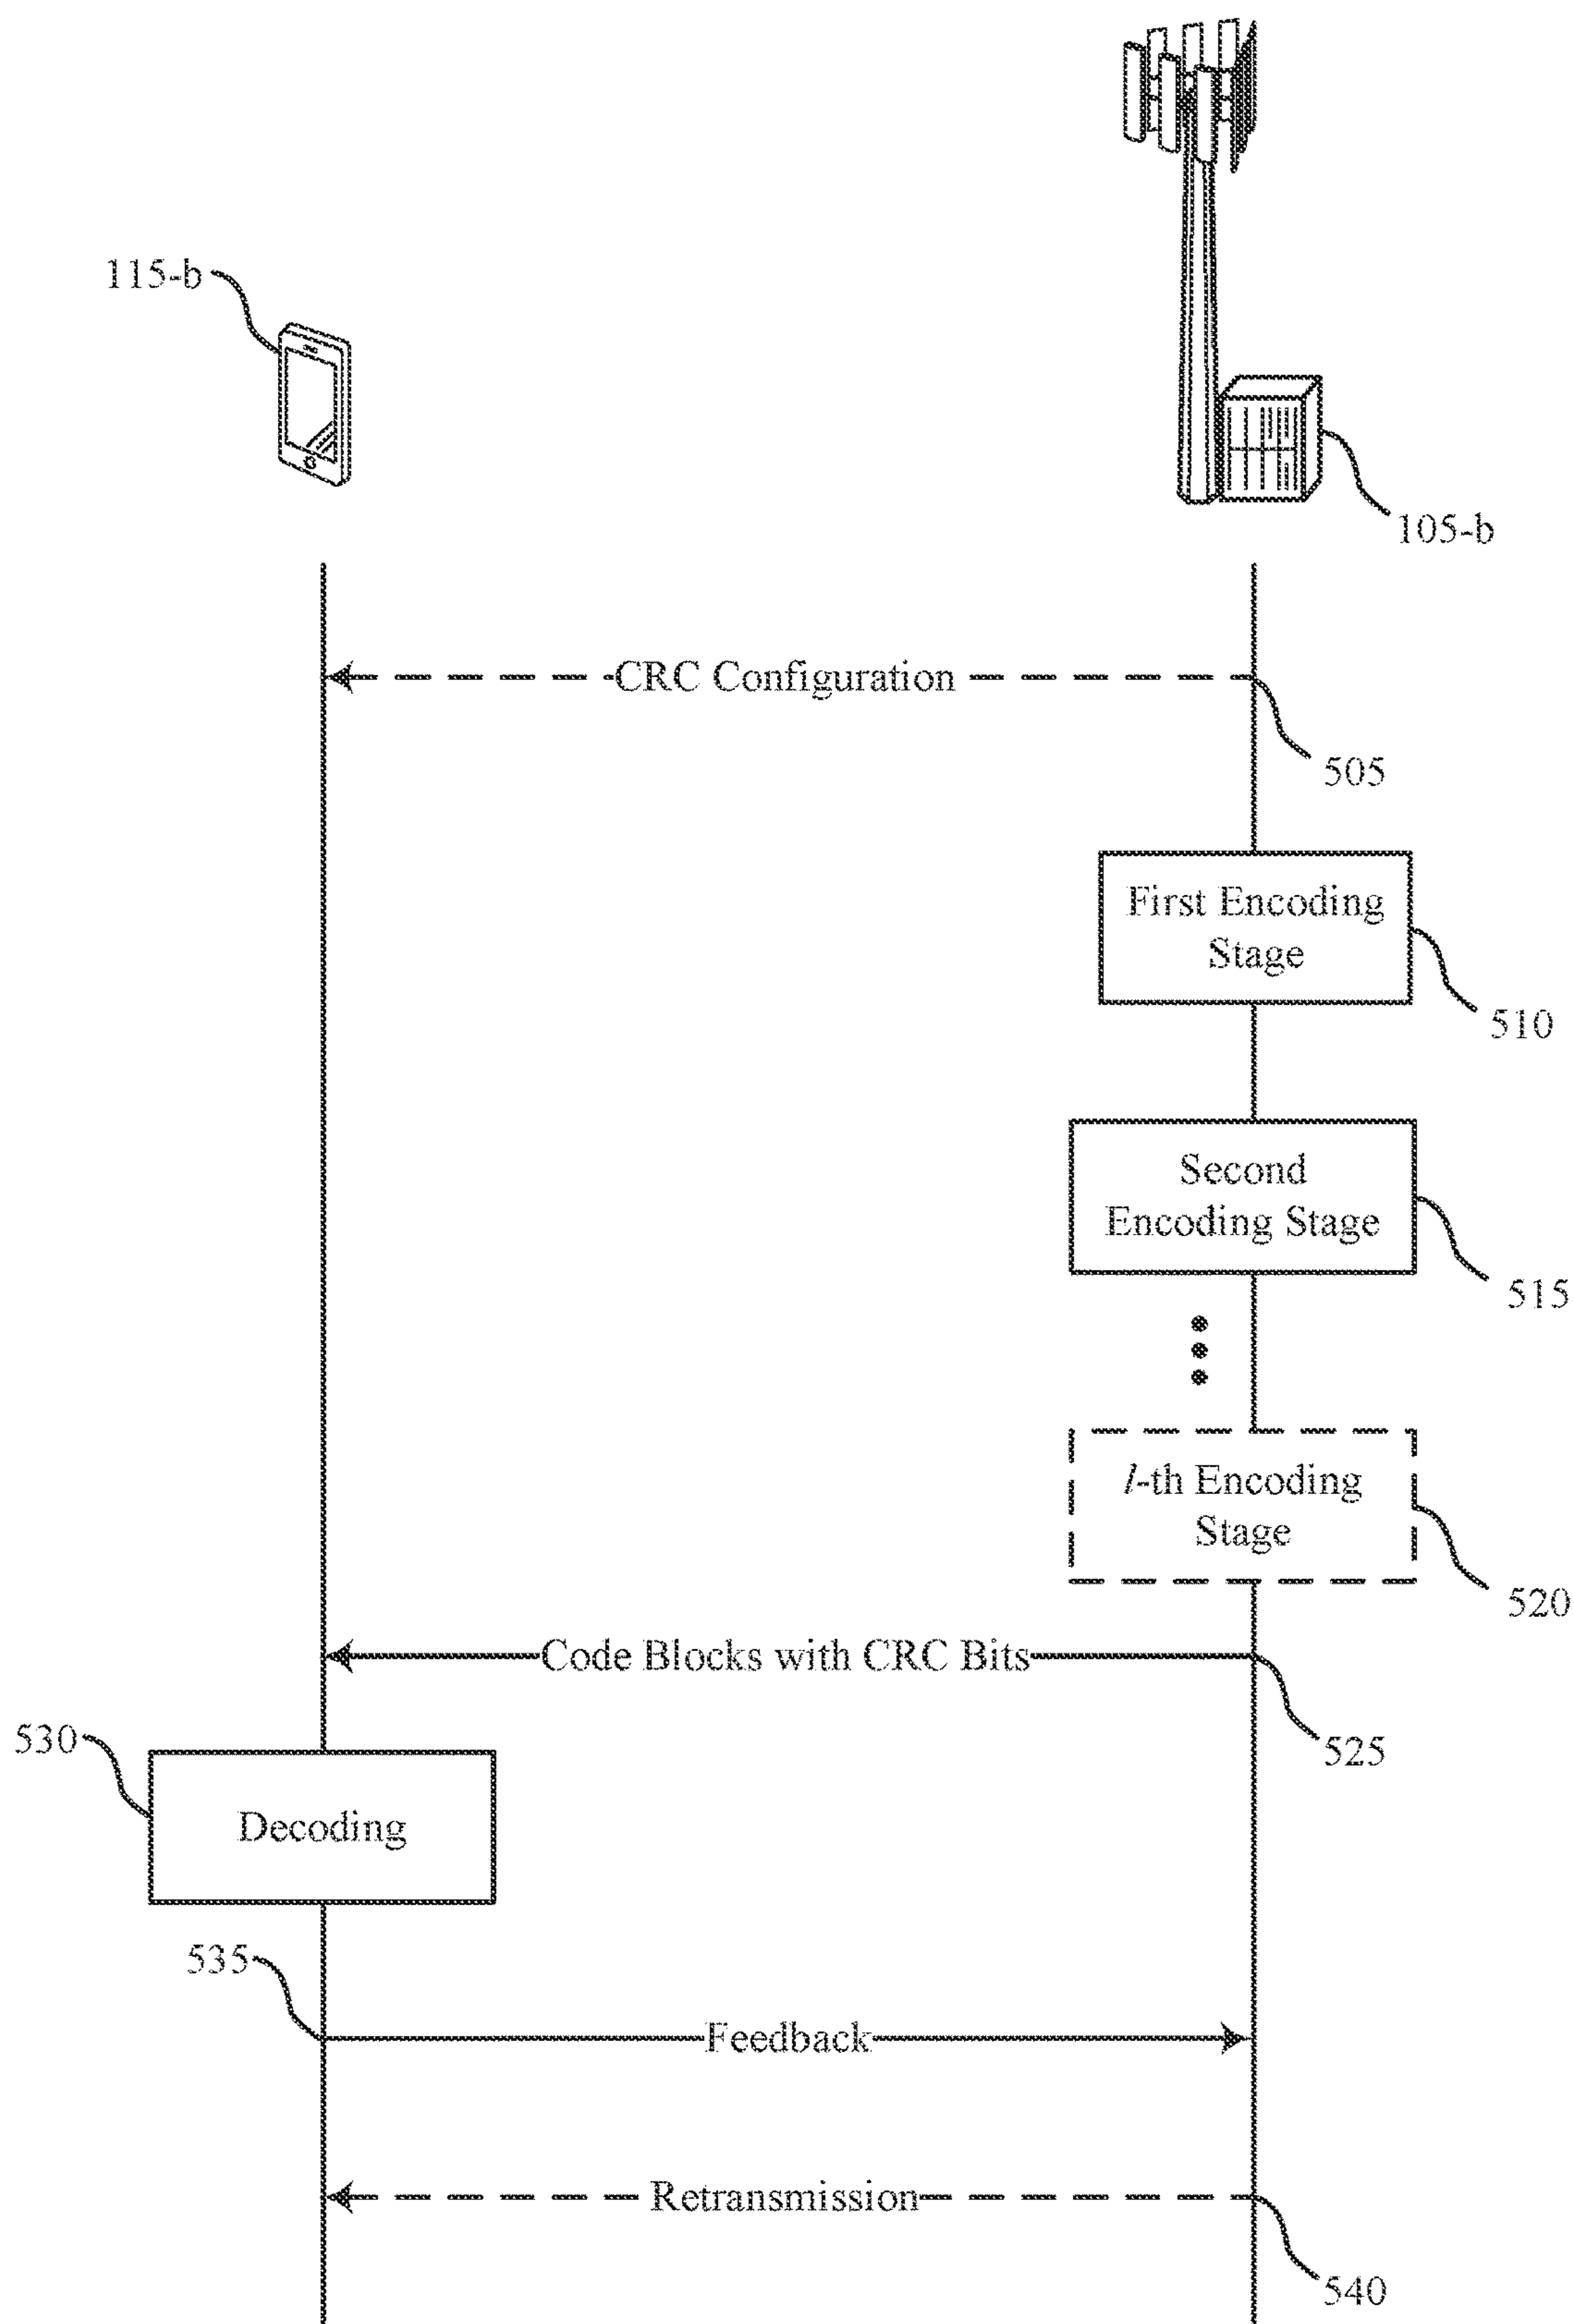 115-b
105-b
CRC Configuration
505
First Encoding
Stage
510
Second
Encoding Stage
515
l-th Encoding
Stage
520
Code Blocks with CRC Bits
525
530
Decoding
535
Feedback
Retransmission
540